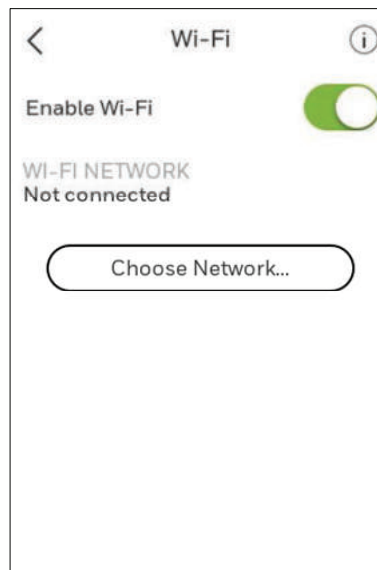 Wi-Fi
Enable Wi-Fi
WI-FI NETWORK
Not connected
Choose Network...